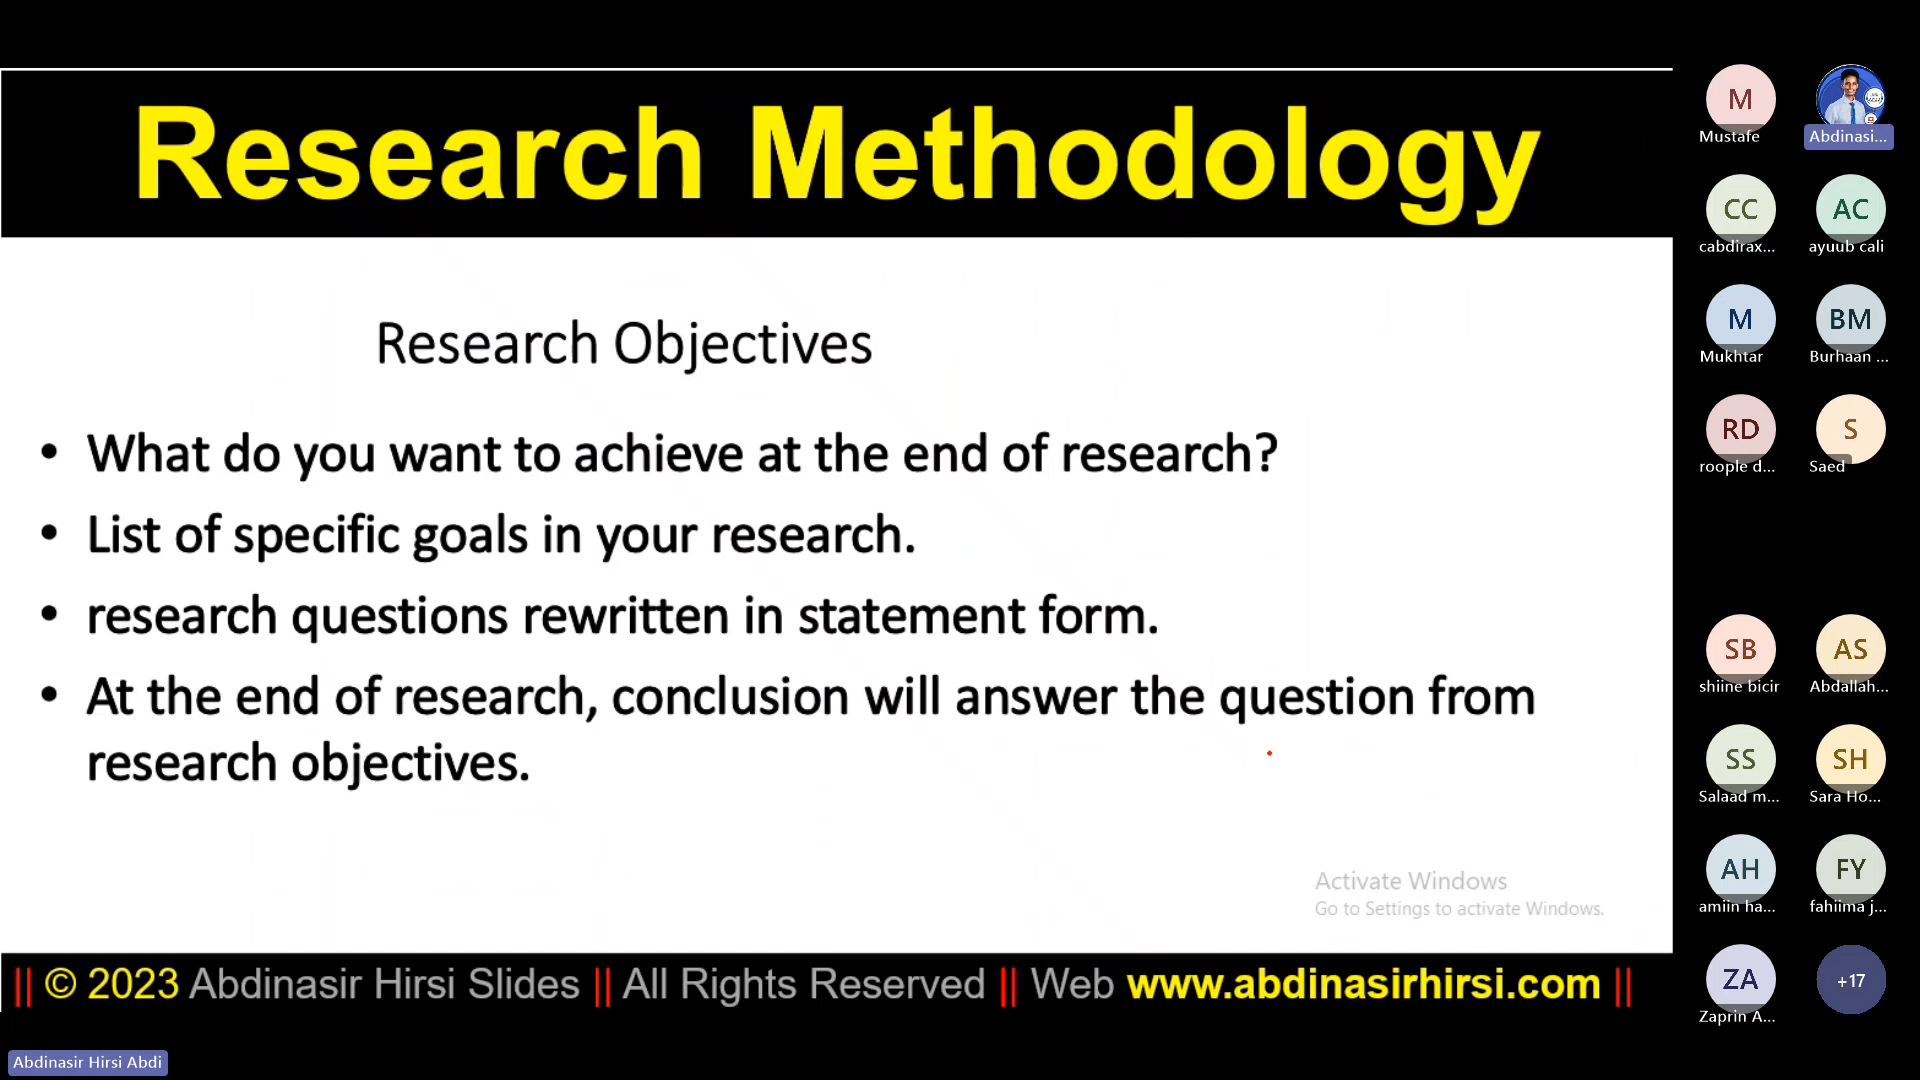 Research Methodology
Research Objectives
• What do you want to achieve at the end of research?
• List of specific goals in your research.
• research questions rewritten in statement form.
• At the end of research, conclusion will answer the question from
research objectives.
Activate Windows
Go to Settings to activate Windows.
|| © 2023 Abdinasir Hirsi Slides || All Rights Reserved || Web www.abdinasirhirsi.com ||
Abdinasir Hirsi Abdi
M
Mustafe
Abdinasi...
CC
cabdirax...
AC
ayuub cali
M
Mukhtar
BM
Burhaan ...
RD
roople d...
S
Saed
SB
shiine bicir
AS
Abdallah...
SS
Salaad m...
SH
Sara Ho...
AH
amiin ha...
FY
fahiima j...
ZA
Zaprin A...
+17